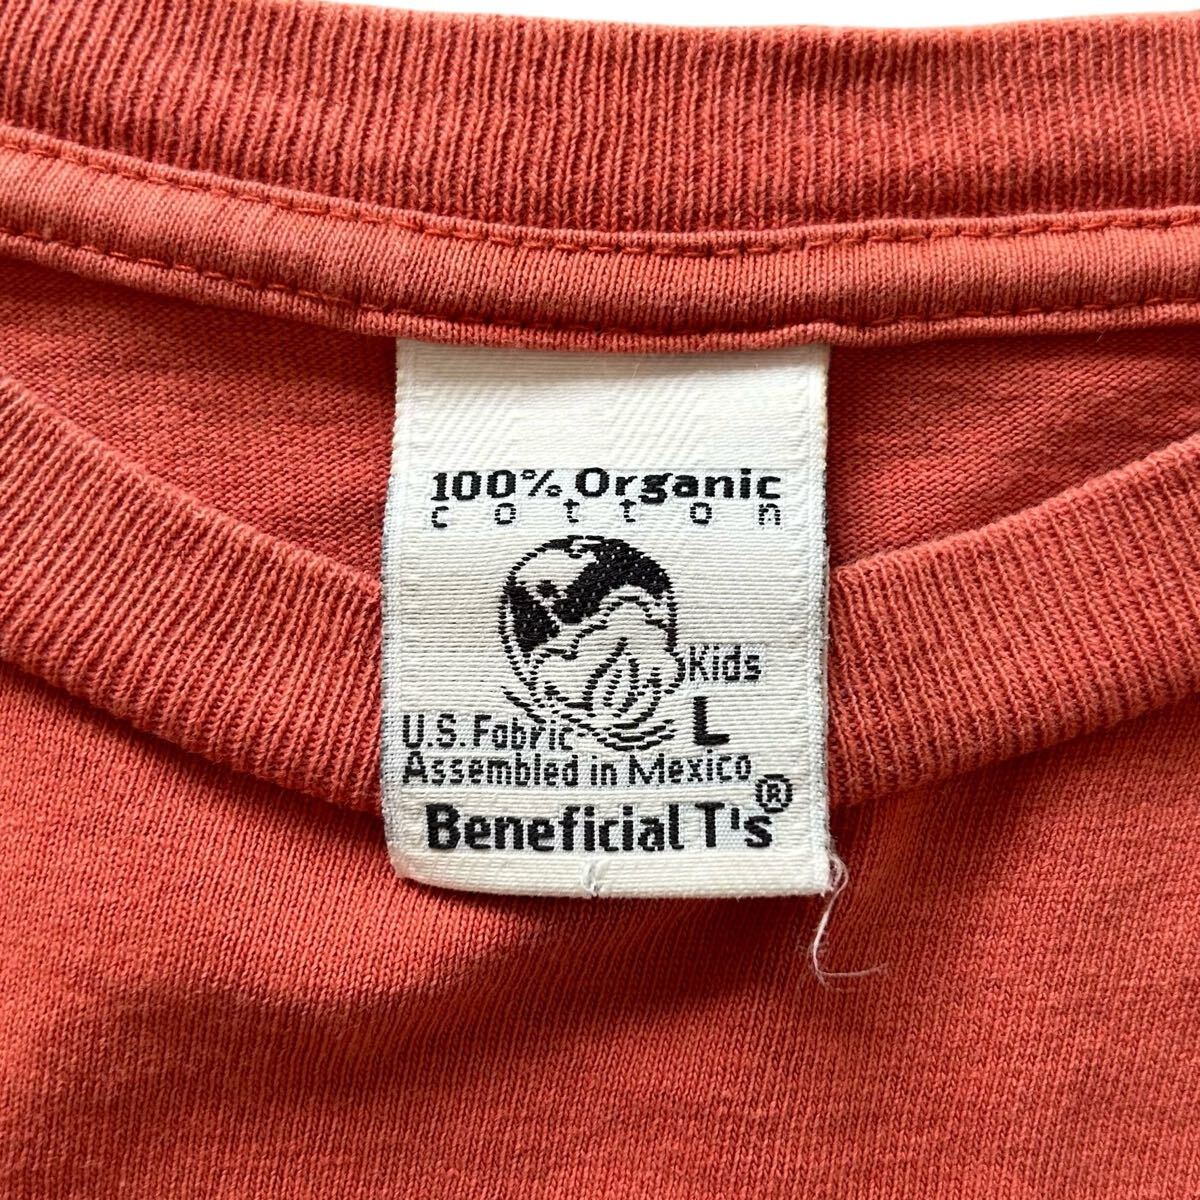 100% Organic
cotton
Kids
L
U.S. Fabric
Assembled in Mexico
Beneficial T's®